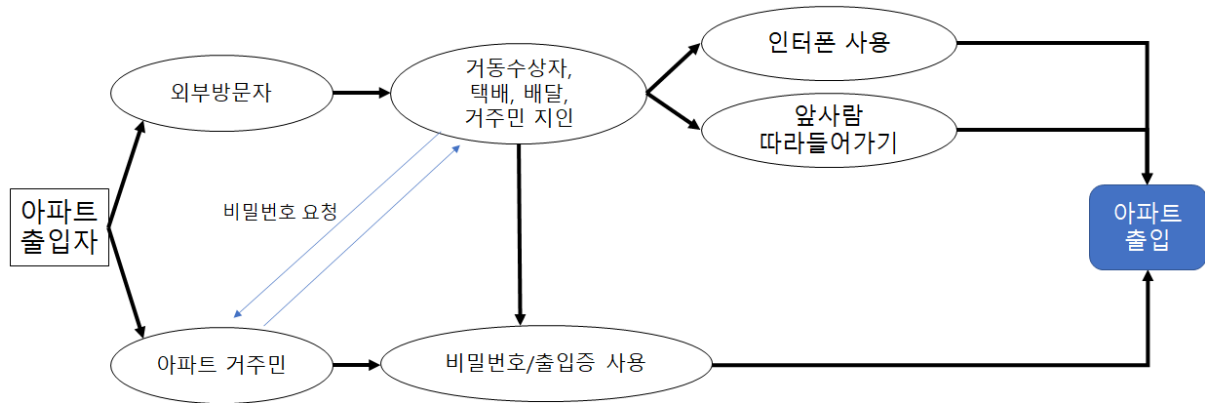 인터폰 사용
외부방문자
거동수상자,
택배, 배달,
거주민 지인
앞사람
따라들어가기
아파트
출입자
비밀번호 요청
아파트
출입
아파트 거주민
비밀번호/출입증 사용